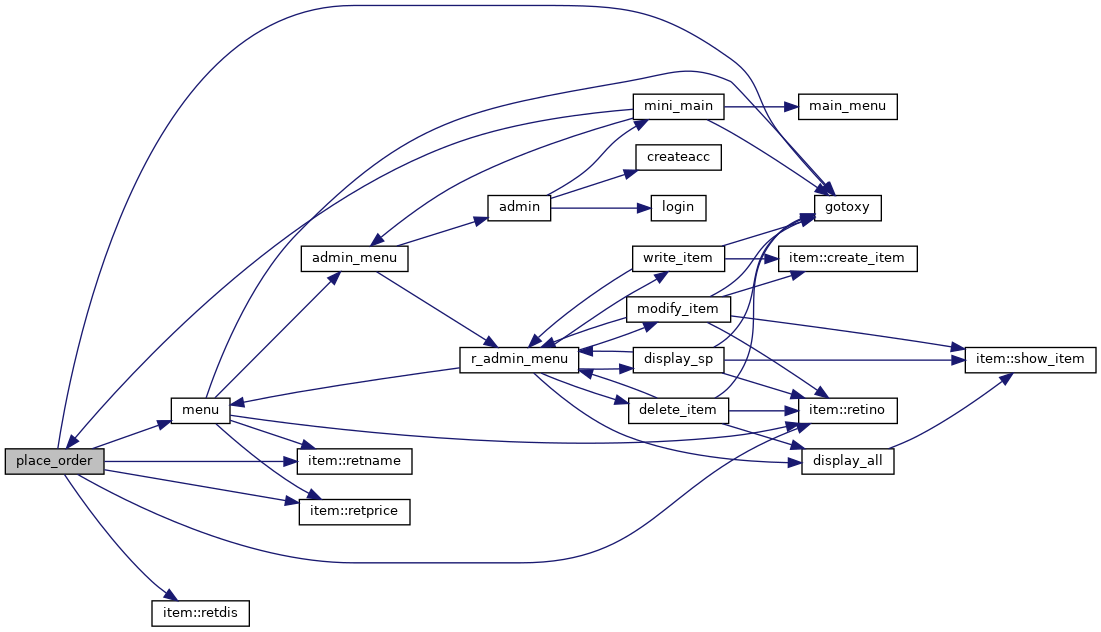 mini_main
main_menu
createacc
admin
login
gotoxy
admin_menu
write_item
item::create_item
modify_item
r_admin_menu
display_sp
item::show_item
menu
delete_item
item::retino
place_order
item::retname
display_all
item::retprice
item::retdis